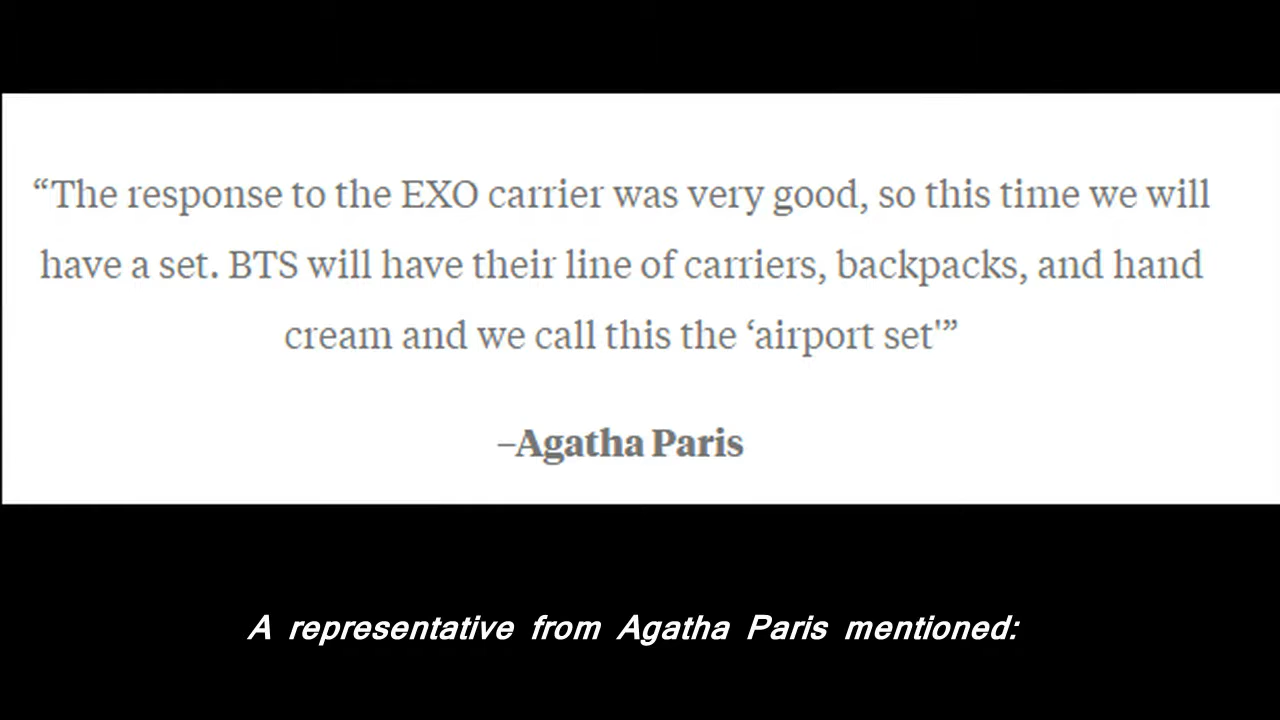 “The response to the EXO carrier was very good, so this time we will
have a set. BTS will have their line of carriers, backpacks, and hand
cream and we call this the ‘airport set'”
–Agatha Paris
A representative from Agatha Paris mentioned: